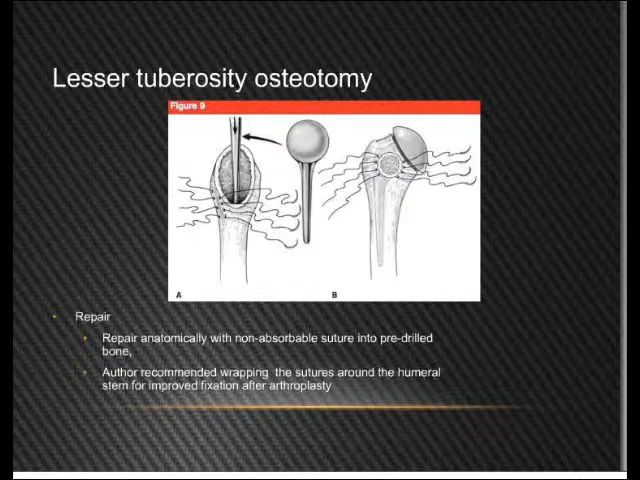 Lesser tuberosity osteotomy
Figure 9
A
B
Repair
Repair anatomically with non-absorbable suture into pre-drilled
bone,
Author recommended wrapping the sutures around the humeral
stem for improved fixation after arthroplasty